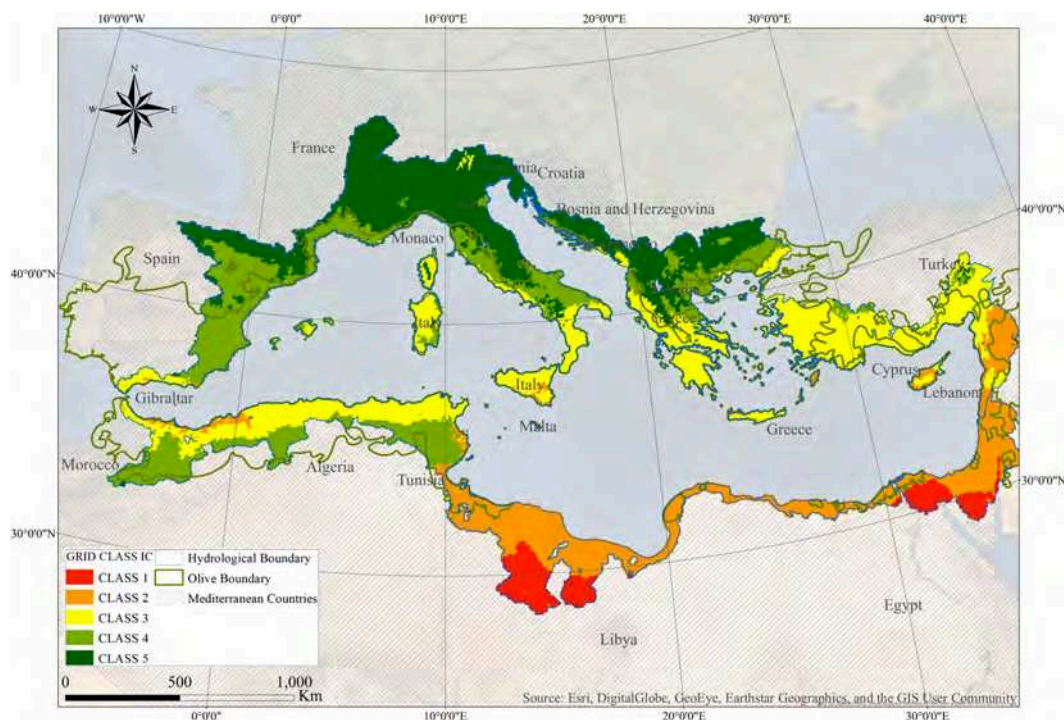 10°0'0"W
0°0'0"
10°0'0"E
20°0'0"E
30°0'0"E
40°0'0"E
N
W
E
S
France
Croatia
Bosnia and Herzegovina
40°0'0"N
40°0'0"N
Monaco
Spain
Turkey
Italy
Cyprus
Italy
Gibraltar
Lebanon
Malta
Greece
Morocco
Algeria
Tunisia
30°0'0"N
30°0'0"N
GRID CLASS IC
Hydrological Boundary
CLASS 1
Olive Boundary
CLASS 2
Mediterranean Countries
CLASS 3
CLASS 4
CLASS 5
Egypt
Libya
0 500 1,000
Km
Source: Esri, DigitalGlobe, GeoEye, Earthstar Geographics, and the GIS User Community
0°0'0"
10°0'0"E
20°0'0"E
30°0'0"E